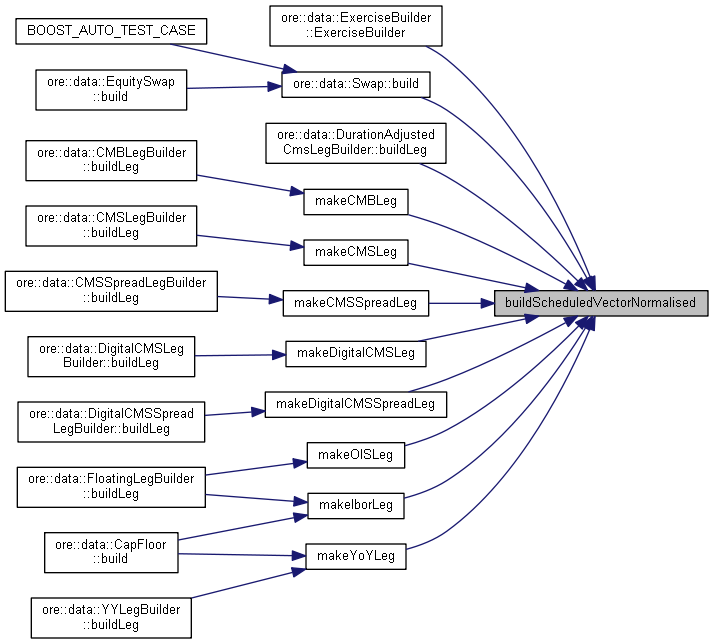 BOOST_AUTO_TEST_CASE
ore::data::EquitySwap
::build
ore::data::CMBLegBuilder
::buildLeg
ore::data::CMSLegBuilder
::buildLeg
ore::data::CMSSpreadLegBuilder
::buildLeg
ore::data::DigitalCMSLeg
Builder::buildLeg
ore::data::DigitalCMSSpread
LegBuilder::buildLeg
ore::data::FloatingLegBuilder
::buildLeg
ore::data::CapFloor
::build
ore::data::YYLegBuilder
::buildLeg
ore::data::ExerciseBuilder
::ExerciseBuilder
ore::data::Swap::build
ore::data::DurationAdjusted
CmsLegBuilder::buildLeg
makeCMBLeg
makeCMSLeg
makeCMSSpreadLeg
makeDigitalCMSLeg
makeDigitalCMSSpreadLeg
makeOISLeg
makeIborLeg
makeYoYLeg
buildScheduledVectorNormalised